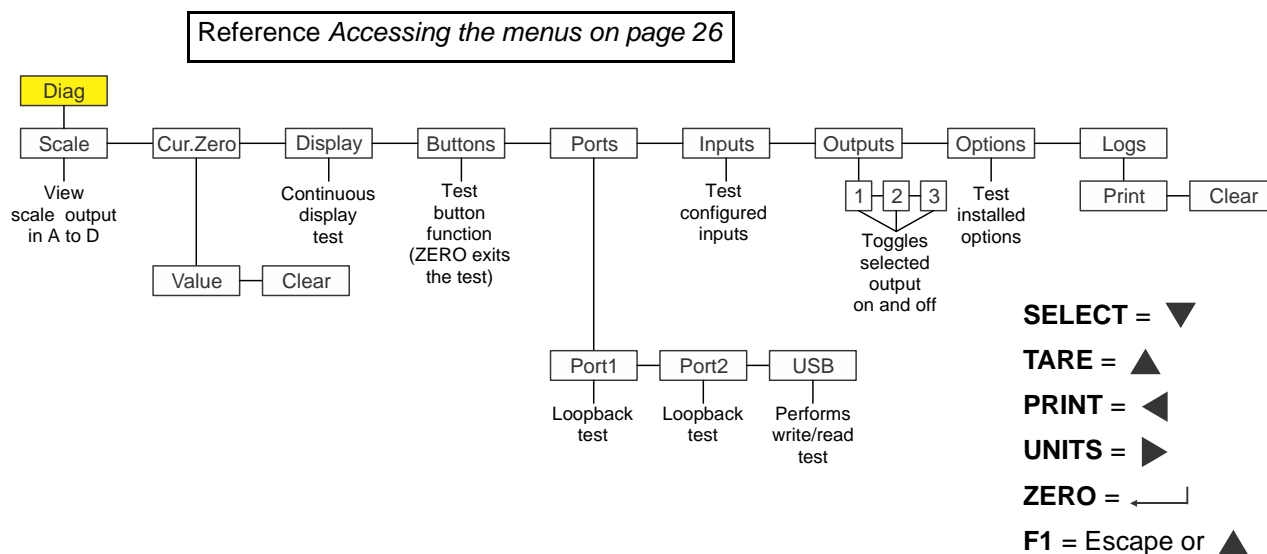 Reference Accessing the menus on page 26
Diag
Scale
Cur.Zero
Display
Buttons
Ports
Inputs
Outputs
Options
Logs
View
scale output
in A to D
Continuous
display
test
Test
button
function
(ZERO exits
the test)
Test
configured
inputs
1
2
3
Toggles
selected
output
on and off
Test
installed
options
Print
Clear
Value
Clear
Port1
Port2
USB
Loopback
test
Loopback
test
Performs
write/read
test
SELECT = ▼
TARE = ▲
PRINT = ◀
UNITS = ▶
ZERO = ↵
F1 = Escape or ▲